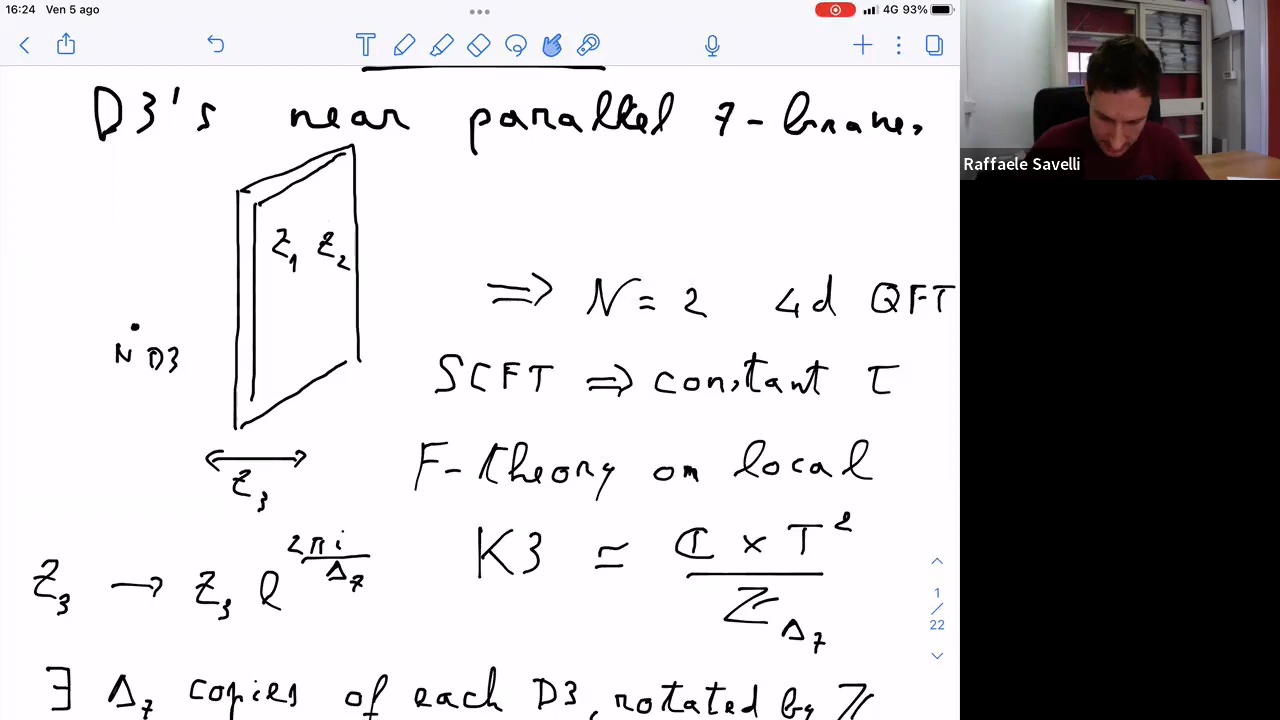 16:24 Ven 5 ago
4G 93%
D3's near parallel 7-branes
Raffaele Savelli
Z₁ Z₂
⇒ N = 2 4d QFT
N D3
SCFT ⇒ constant τ
Z₃
F-theory on local
K3 ≃ ℂ × T² / ℤ_Δ₇
Z₃ → Z₃ e^(2πi/Δ₇)
1/22
∃ Δ₇ copies of each D3, rotated by ℤ